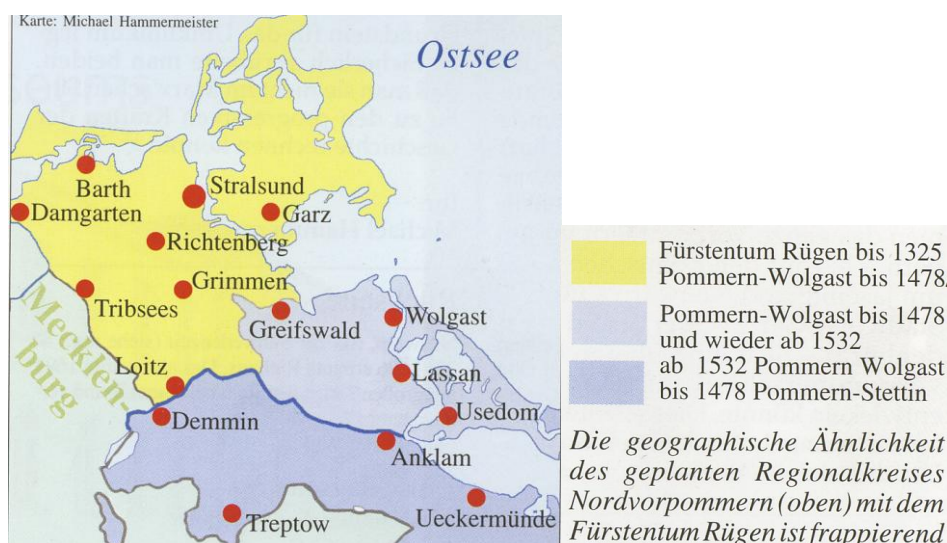 Karte: Michael Hammermeister
Ostsee
Barth
Stralsund
Damgarten
Garz
Richtenberg
Grimmen
Tribsees
Greifswald
Wolgast
Mecklen-
burg
Loitz
Lassan
Demmin
Usedom
Anklam
Treptow
Ueckermünde
Fürstentum Rügen bis 1325
Pommern-Wolgast bis 1478
Pommern-Wolgast bis 1478
und wieder ab 1532
ab 1532 Pommern Wolgast
bis 1478 Pommern-Stettin
Die geographische Ähnlichkeit
des geplanten Regionalkreises
Nordvorpommern (oben) mit dem
Fürstentum Rügen ist frappierend